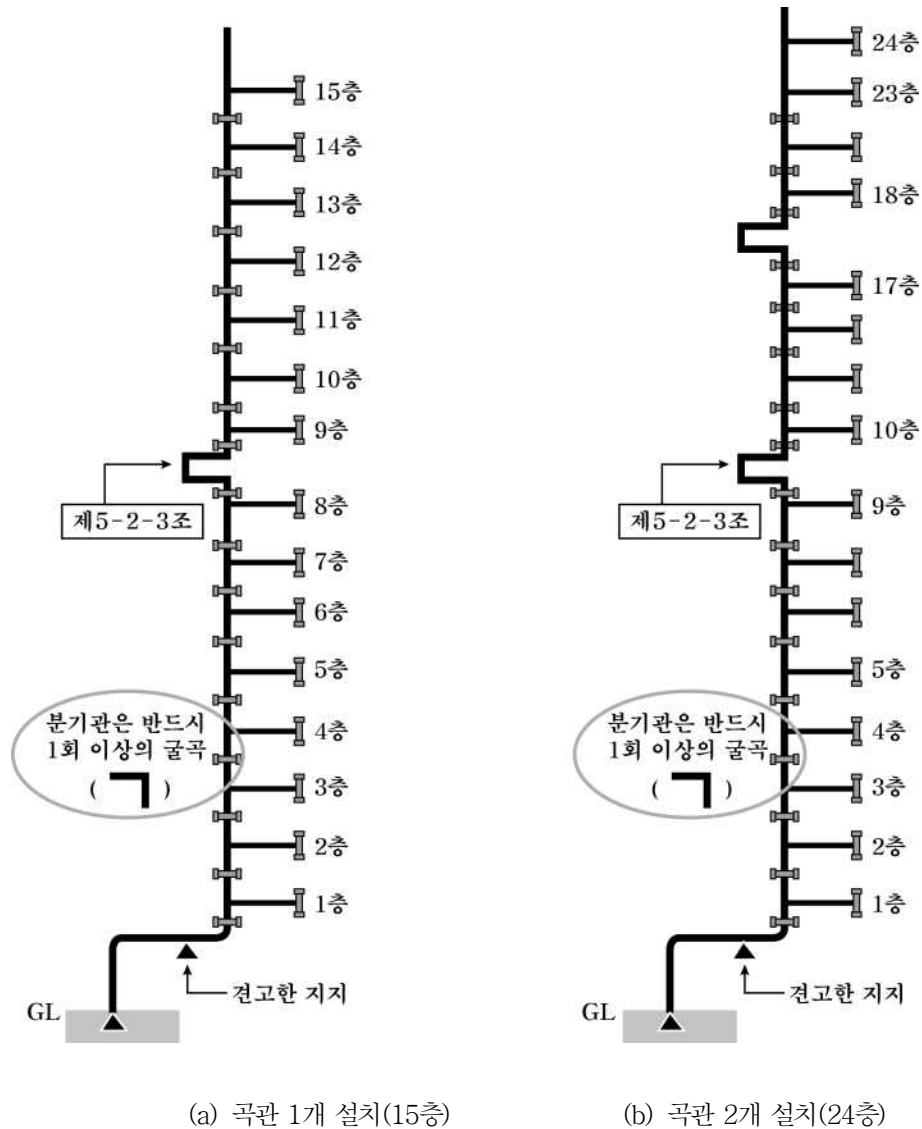 15층
14층
13층
12층
11층
10층
9층
제5-2-3조
8층
7층
6층
5층
분기관은 반드시
1회 이상의 굴곡
( )
4층
3층
2층
1층
견고한 지지
GL
(a) 곡관 1개 설치(15층)
24층
23층
18층
17층
10층
제5-2-3조
9층
5층
분기관은 반드시
1회 이상의 굴곡
( )
4층
3층
2층
1층
견고한 지지
GL
(b) 곡관 2개 설치(24층)